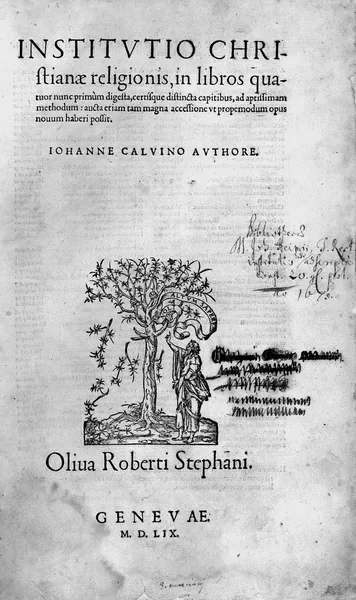 INSTITVTIO CHRI-
stianæ religionis, in libros qua-
tuor nunc primùm digesta, certisque distincta capitibus, ad aptissimam
methodum: aucta etiam tam magna accessione vt propemodum opus
nouum haberi possit.
IOHANNE CALVINO AVTHORE.
Oliua Roberti Stephani.
GENEVAE.
M. D. LIX.